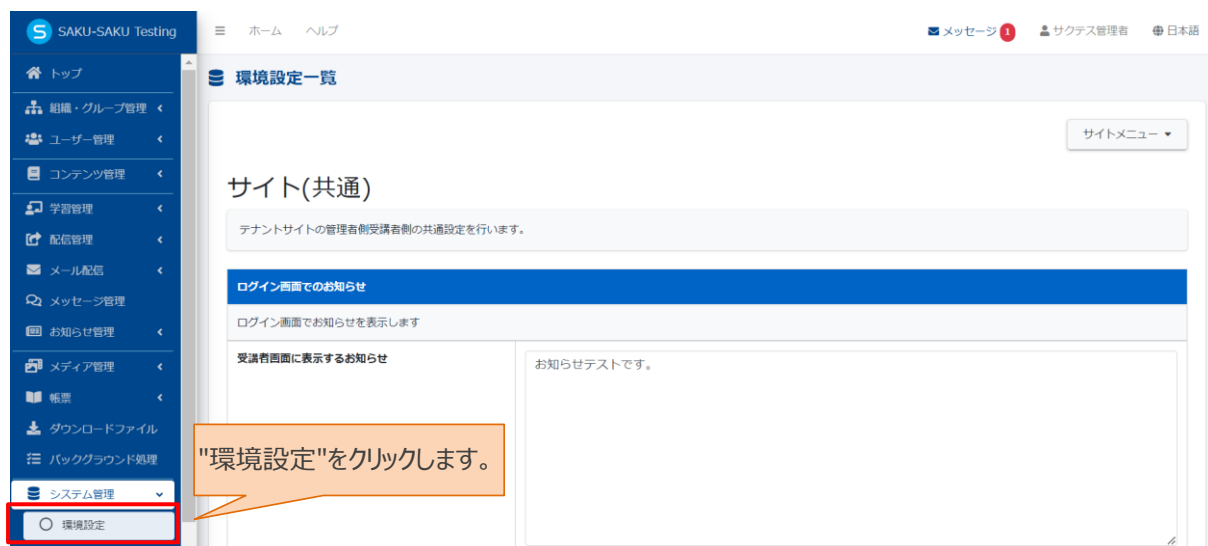 SAKU-SAKU Testing
ホーム ヘルプ
メッセージ 1
サクテス管理者
日本語
トップ
組織・グループ管理
ユーザー管理
コンテンツ管理
学習管理
配信管理
メール配信
メッセージ管理
お知らせ管理
メディア管理
帳票
ダウンロードファイル
バックグラウンド処理
システム管理
環境設定
環境設定一覧
サイトメニュー
サイト(共通)
テナントサイトの管理者側受講者側の共通設定を行います。
ログイン画面でのお知らせ
ログイン画面でお知らせを表示します
受講者画面に表示するお知らせ
お知らせテストです。
"環境設定"をクリックします。